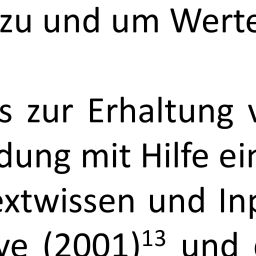 zu und um Werte
s zur Erhaltung
dung mit Hilfe ein
extwissen und Inp
ve (2001)¹³ und